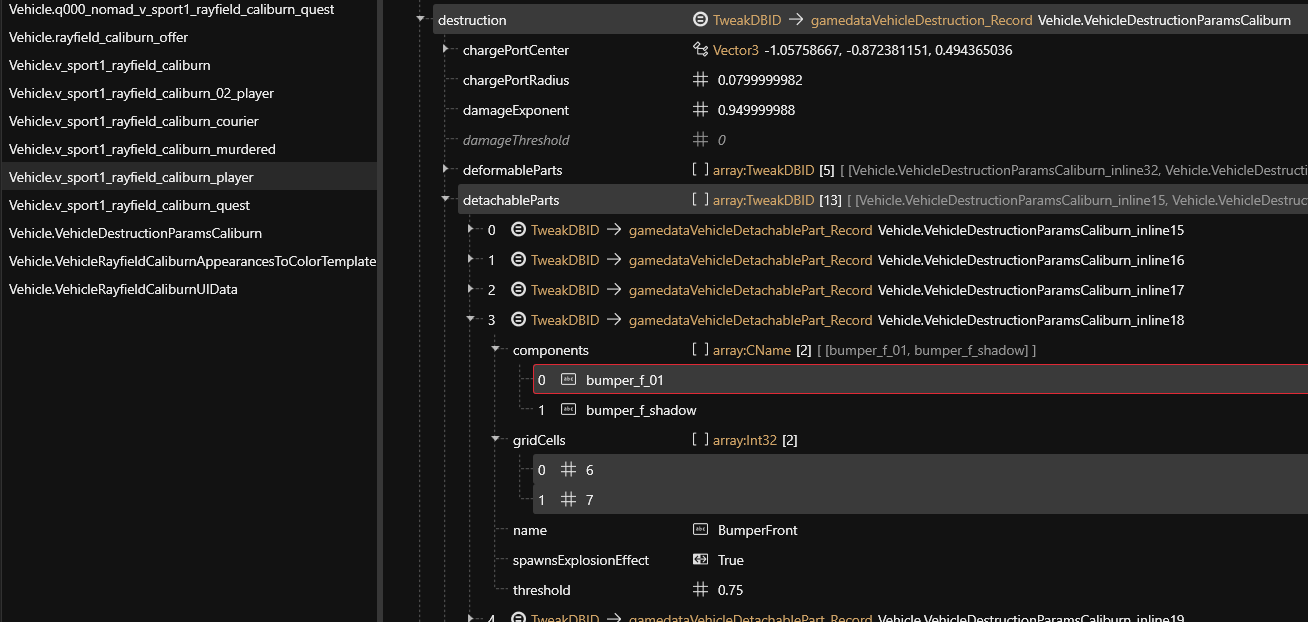 Vehicle.q000_nomad_v_sport1_rayfield_caliburn_quest
Vehicle.rayfield_caliburn_offer
Vehicle.v_sport1_rayfield_caliburn
Vehicle.v_sport1_rayfield_caliburn_02_player
Vehicle.v_sport1_rayfield_caliburn_courier
Vehicle.v_sport1_rayfield_caliburn_murdered
Vehicle.v_sport1_rayfield_caliburn_player
Vehicle.v_sport1_rayfield_caliburn_quest
Vehicle.VehicleDestructionParamsCaliburn
Vehicle.VehicleRayfieldCaliburnAppearancesToColorTemplate
Vehicle.VehicleRayfieldCaliburnUIData
destruction TweakDBID → gamedataVehicleDestruction_Record Vehicle.VehicleDestructionParamsCaliburn
chargePortCenter Vector3 -1.05758667, -0.872381151, 0.494365036
chargePortRadius 0.0799999982
damageExponent 0.949999988
damageThreshold 0
deformableParts [ ] array:TweakDBID [5] [ [Vehicle.VehicleDestructionParamsCaliburn_inline32, Vehicle.VehicleDestructi
detachableParts [ ] array:TweakDBID [13] [ [Vehicle.VehicleDestructionParamsCaliburn_inline15, Vehicle.VehicleDestruc
0 TweakDBID → gamedataVehicleDetachablePart_Record Vehicle.VehicleDestructionParamsCaliburn_inline15
1 TweakDBID → gamedataVehicleDetachablePart_Record Vehicle.VehicleDestructionParamsCaliburn_inline16
2 TweakDBID → gamedataVehicleDetachablePart_Record Vehicle.VehicleDestructionParamsCaliburn_inline17
3 TweakDBID → gamedataVehicleDetachablePart_Record Vehicle.VehicleDestructionParamsCaliburn_inline18
components [ ] array:CName [2] [ [bumper_f_01, bumper_f_shadow] ]
0 abc bumper_f_01
1 abc bumper_f_shadow
gridCells [ ] array:Int32 [2]
0 # 6
1 # 7
name abc BumperFront
spawnsExplosionEffect True
threshold # 0.75
4 TweakDBID → gamedataVehicleDetachablePart_Record Vehicle.VehicleDestructionParamsCaliburn_inline19